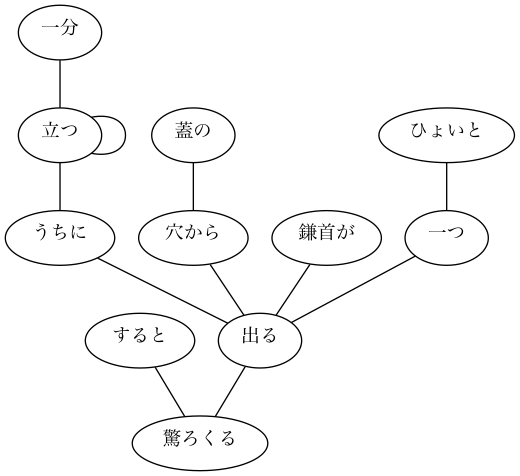 一分
立つ
蓋の
ひょいと
うちに
穴から
鎌首が
一つ
すると
出る
驚ろくる